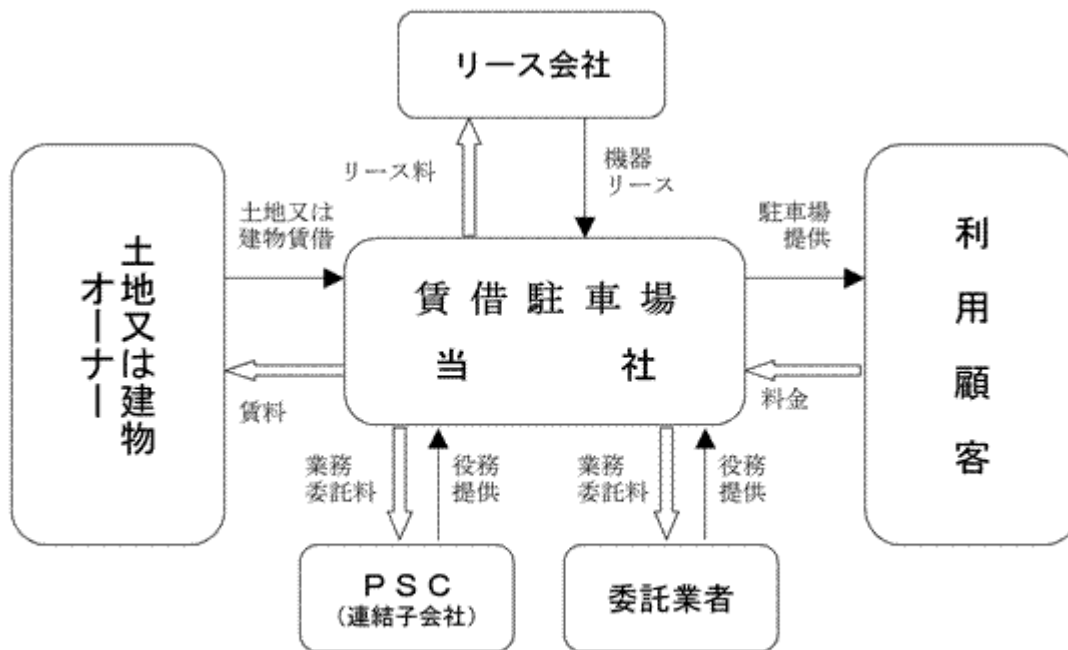 リース会社
リース料
機器
リース
土地又は
建物賃借
駐車場
提供
土地又は建物
オーナー
賃借駐車場
当社
利用顧客
賃料
料金
業務
委託料
役務
提供
業務
委託料
役務
提供
ＰＳＣ
（連結子会社）
委託業者